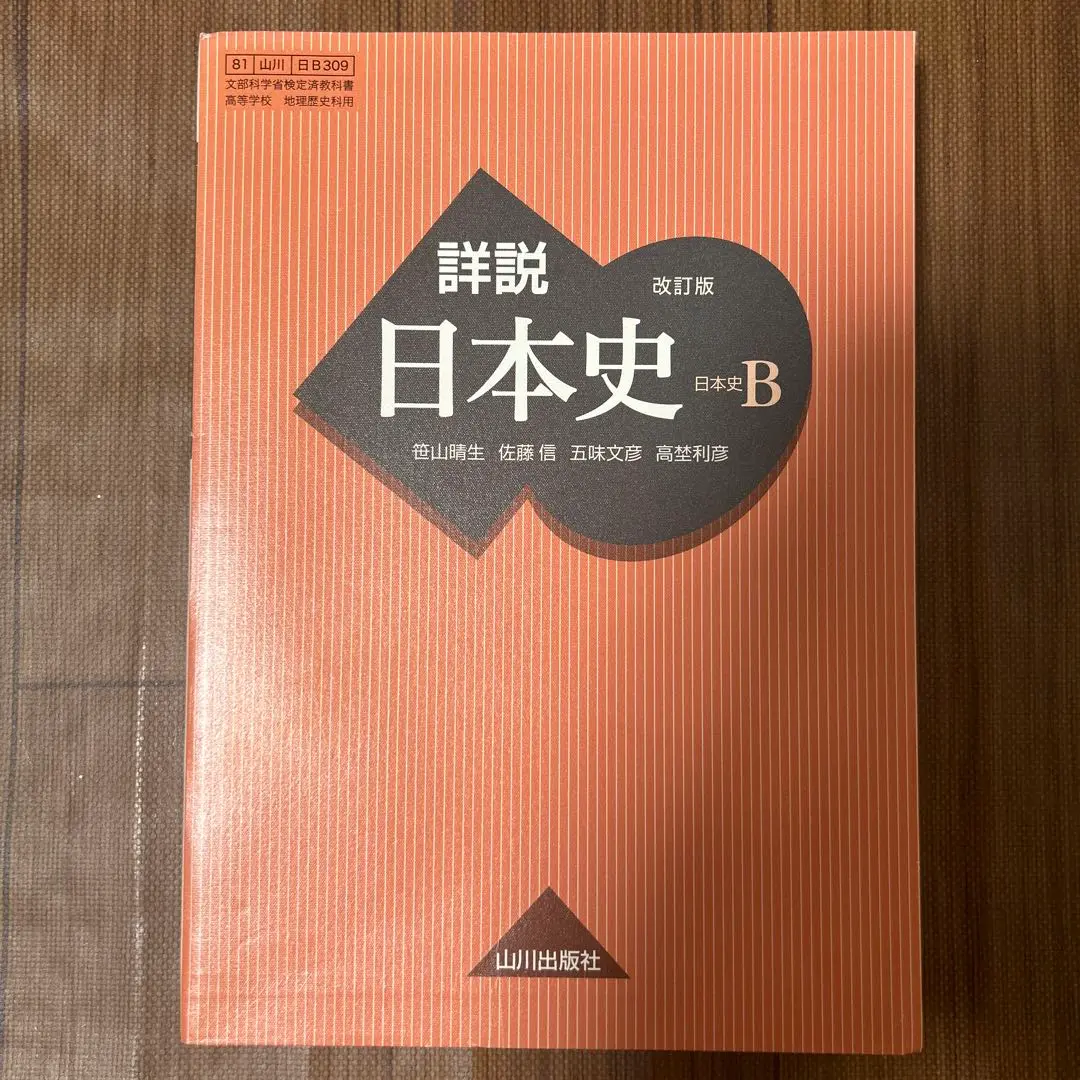 81 山川 日B309
文部科学省検定済教科書
高等学校 地理歴史科用
詳説
改訂版
日本史
日本史B
笹山晴生 佐藤信 五味文彦 高埜利彦
山川出版社